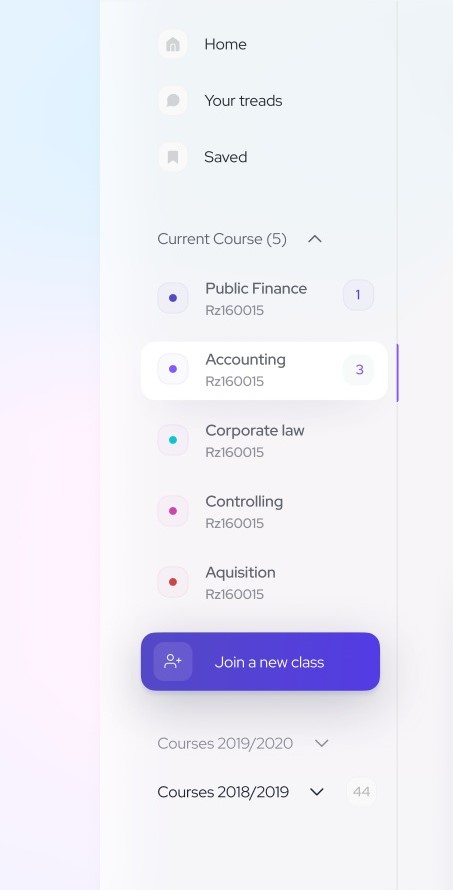 Home
Your treads
Saved
Current Course (5)
Public Finance
Rz160015
1
Accounting
Rz160015
3
Corporate law
Rz160015
Controlling
Rz160015
Aquisition
Rz160015
Join a new class
Courses 2019/2020
Courses 2018/2019
44